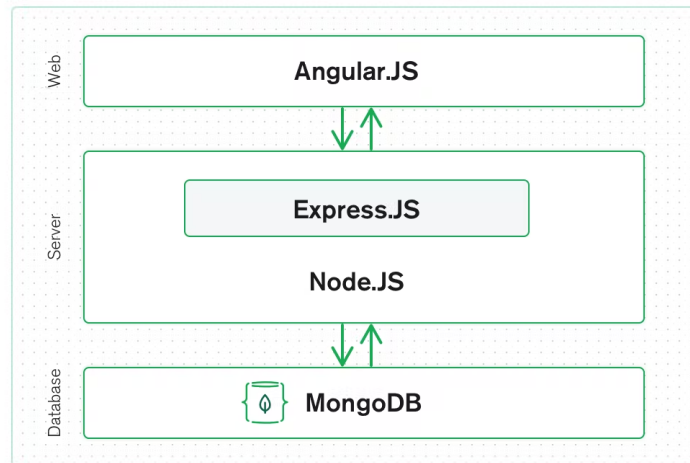 Web
Angular.JS
Server
Express.JS
Node.JS
Database
MongoDB